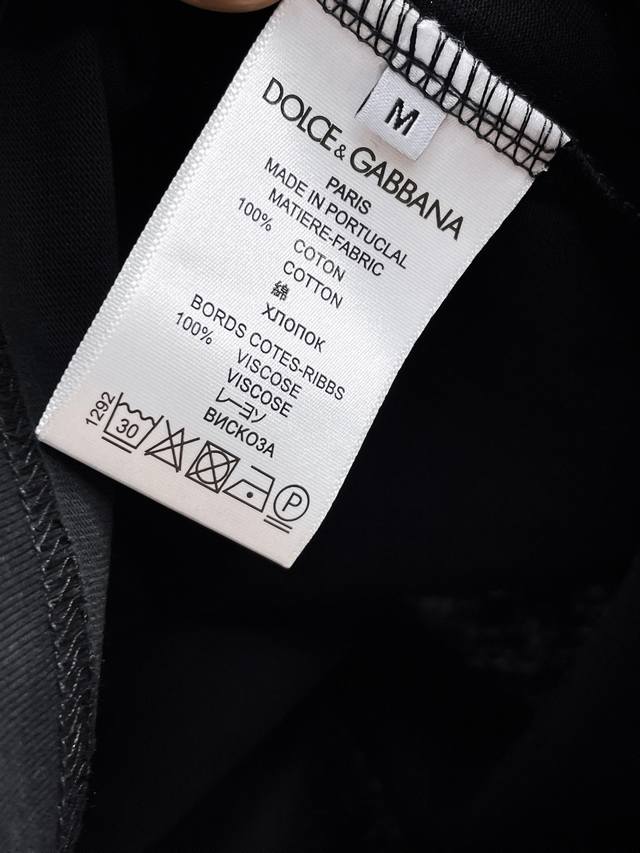 M
DOLCE & GABBANA
PARIS
MADE IN PORTUCLAL
MATIERE-FABRIC
100% COTON
COTTON
綿
ХЛОПОК
BORDS COTES-RIBBS
100% VISCOSE
VISCOSE
レーヨン
ВИСКОЗА
1292
30 P